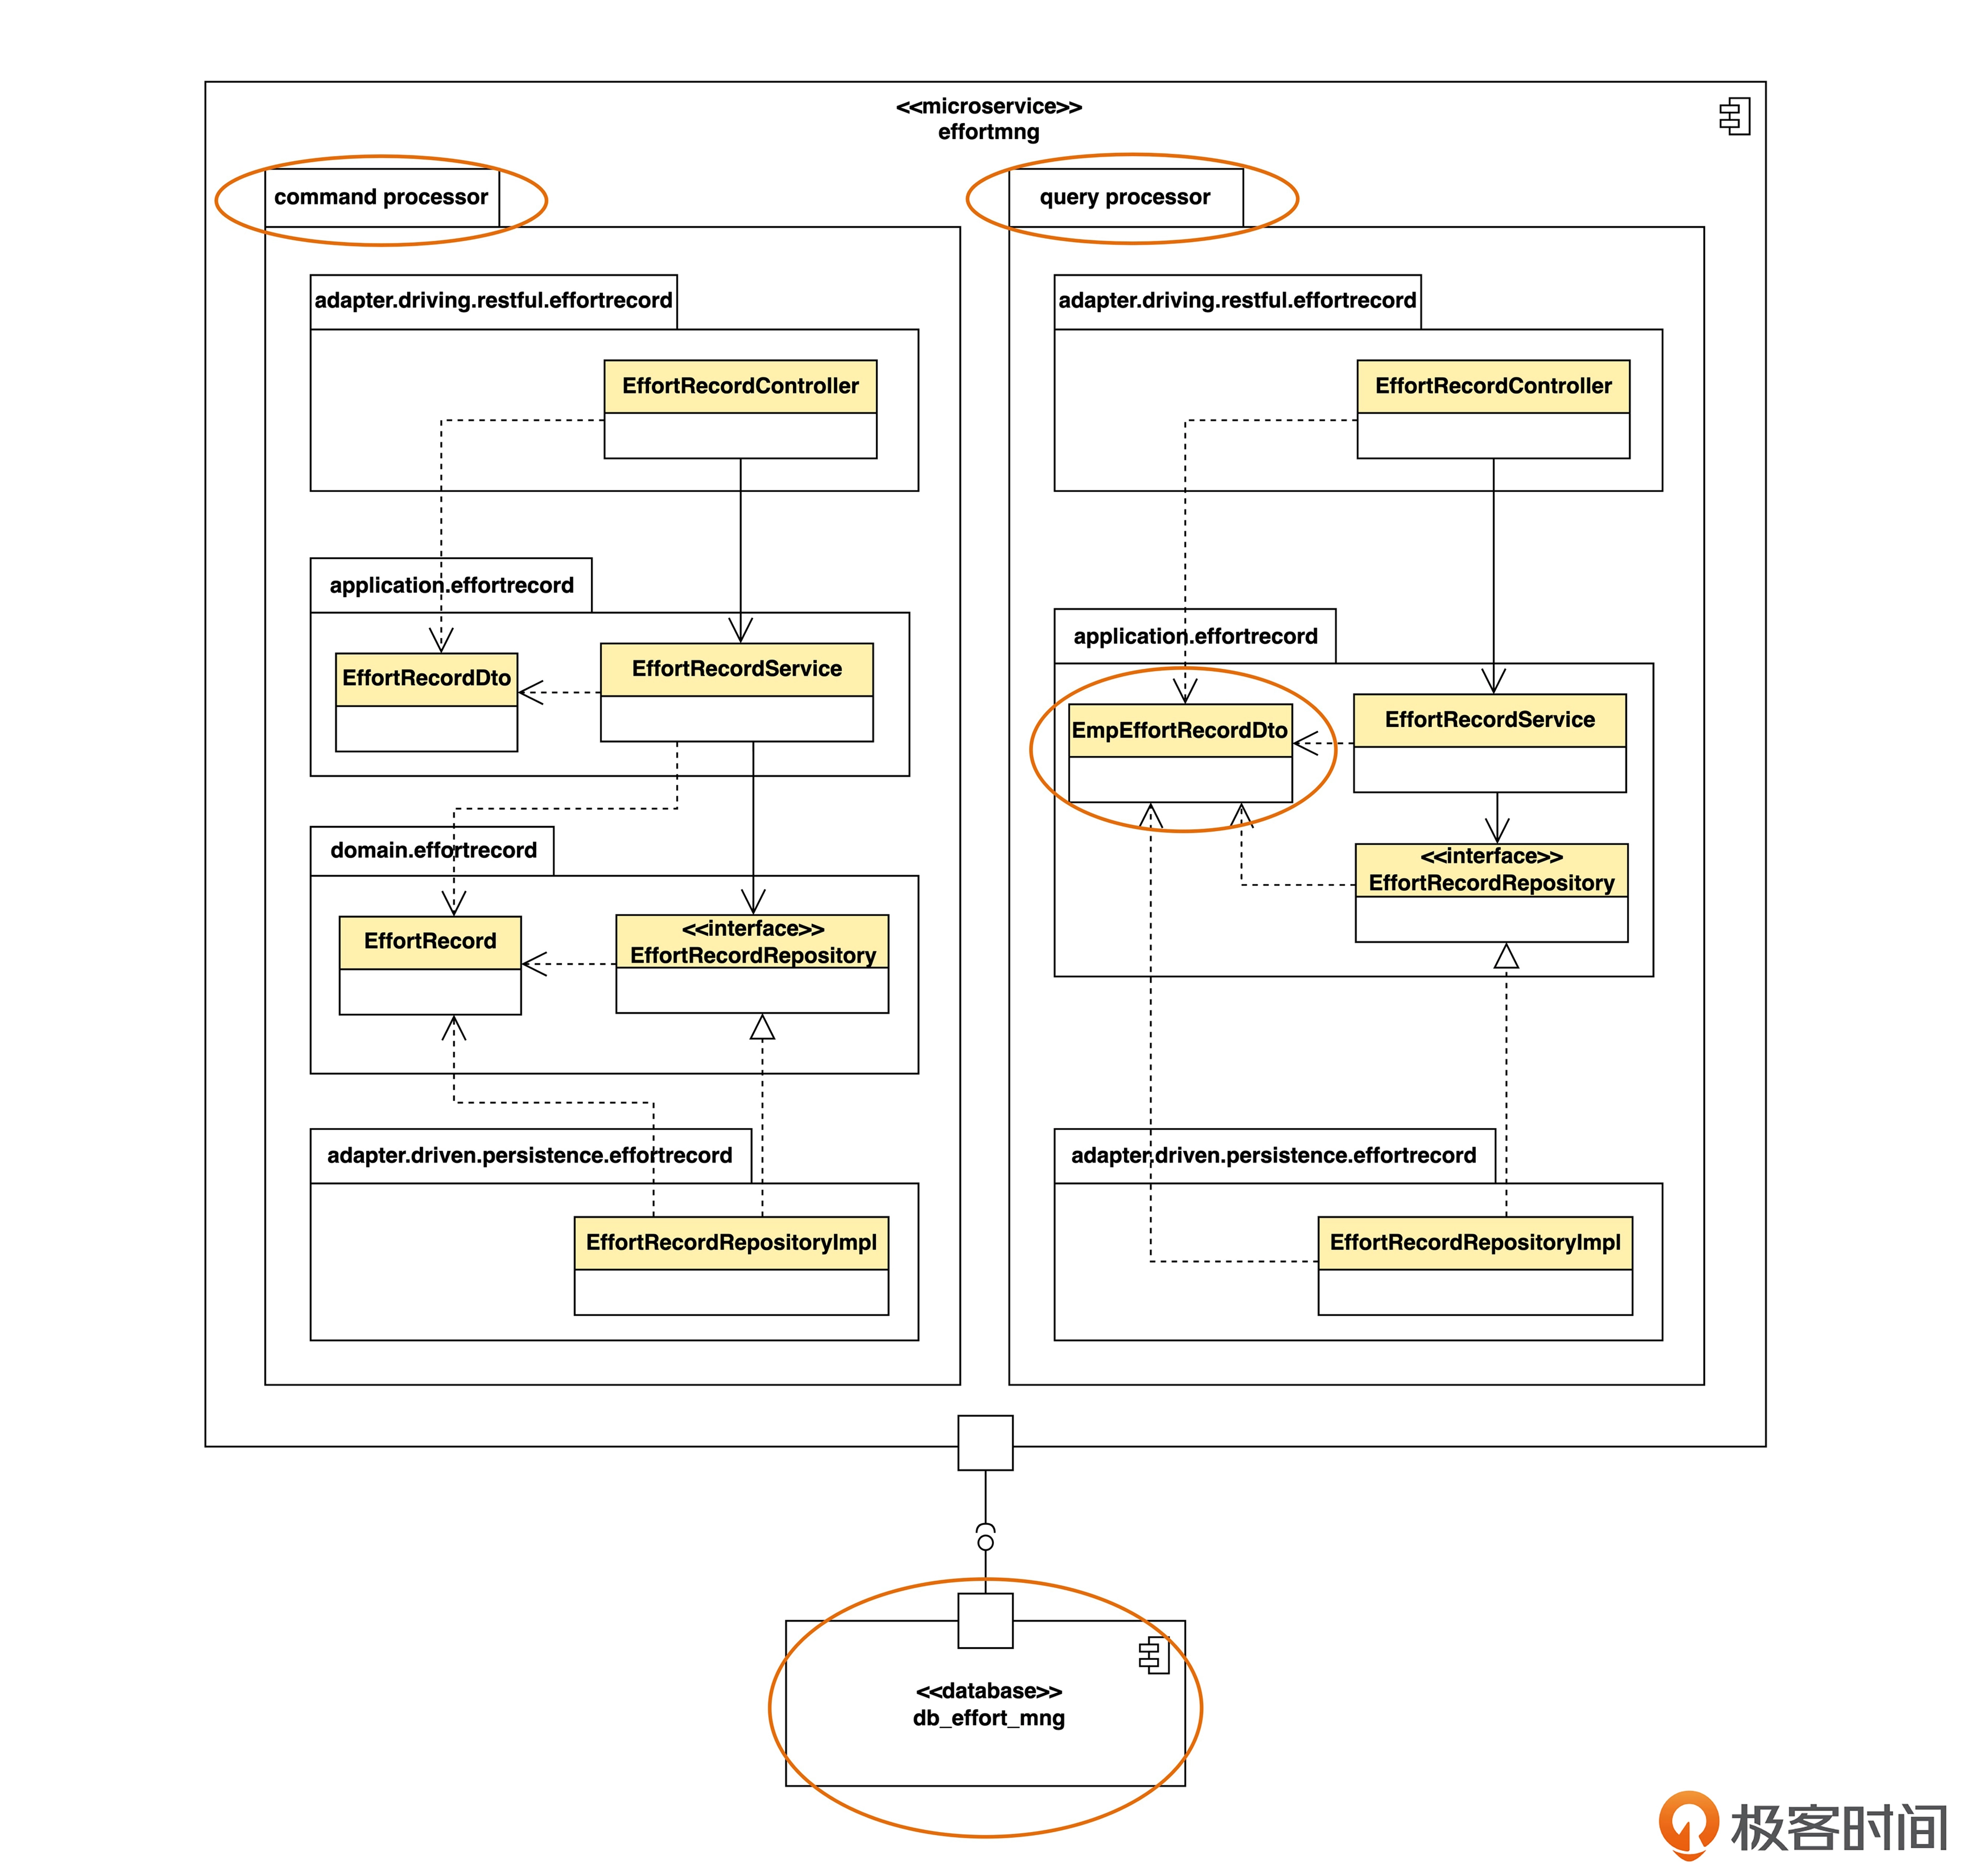 <<microservice>>
effortmng
command processor
adapter.driving.restful.effortrecord
EffortRecordController
application.effortrecord
EffortRecordDto
EffortRecordService
domain.effortrecord
EffortRecord
<<interface>>
EffortRecordRepository
adapter.driven.persistence.effortrecord
EffortRecordRepositoryImpl
query processor
adapter.driving.restful.effortrecord
EffortRecordController
application.effortrecord
EmpEffortRecordDto
EffortRecordService
<<interface>>
EffortRecordRepository
adapter.driven.persistence.effortrecord
EffortRecordRepositoryImpl
<<database>>
db_effort_mng
极客时间